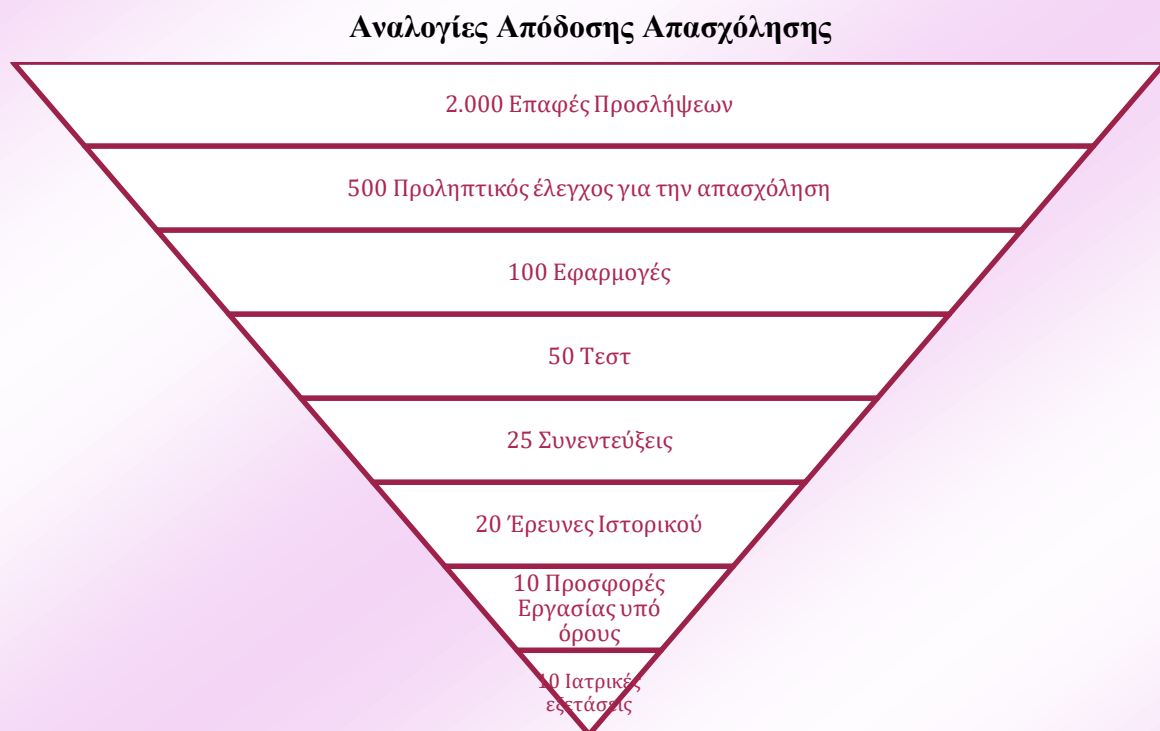 Αναλογίες Απόδοσης Απασχόλησης
2.000 Επαφές Προσλήψεων
500 Προληπτικός έλεγχος για την απασχόληση
100 Εφαρμογές
50 Τεστ
25 Συνεντεύξεις
20 Έρευνες Ιστορικού
10 Προσφορές
Εργασίας υπό
όρους
10 Ιατρικές
εξετάσεις